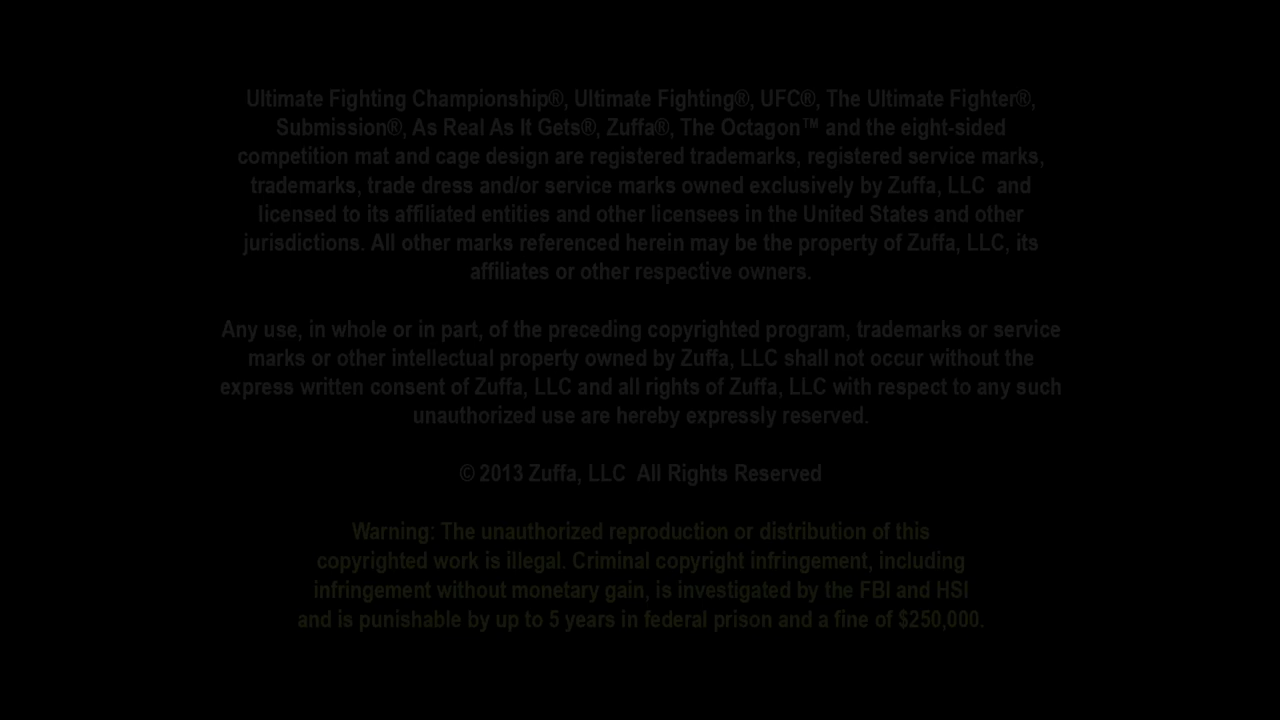 Ultimate Fighting Championship®, Ultimate Fighting®, UFC®, The Ultimate Fighter®,
Submission®, As Real As It Gets®, Zuffa®, The Octagon™ and the eight-sided
competition mat and cage design are registered trademarks, registered service marks,
trademarks, trade dress and/or service marks owned exclusively by Zuffa, LLC  and
licensed to its affiliated entities and other licensees in the United States and other
jurisdictions. All other marks referenced herein may be the property of Zuffa, LLC, its
affiliates or other respective owners.
Any use, in whole or in part, of the preceding copyrighted program, trademarks or service
marks or other intellectual property owned by Zuffa, LLC shall not occur without the
express written consent of Zuffa, LLC and all rights of Zuffa, LLC with respect to any such
unauthorized use are hereby expressly reserved.
© 2013 Zuffa, LLC  All Rights Reserved
Warning: The unauthorized reproduction or distribution of this
copyrighted work is illegal. Criminal copyright infringement, including
infringement without monetary gain, is investigated by the FBI and HSI
and is punishable by up to 5 years in federal prison and a fine of $250,000.